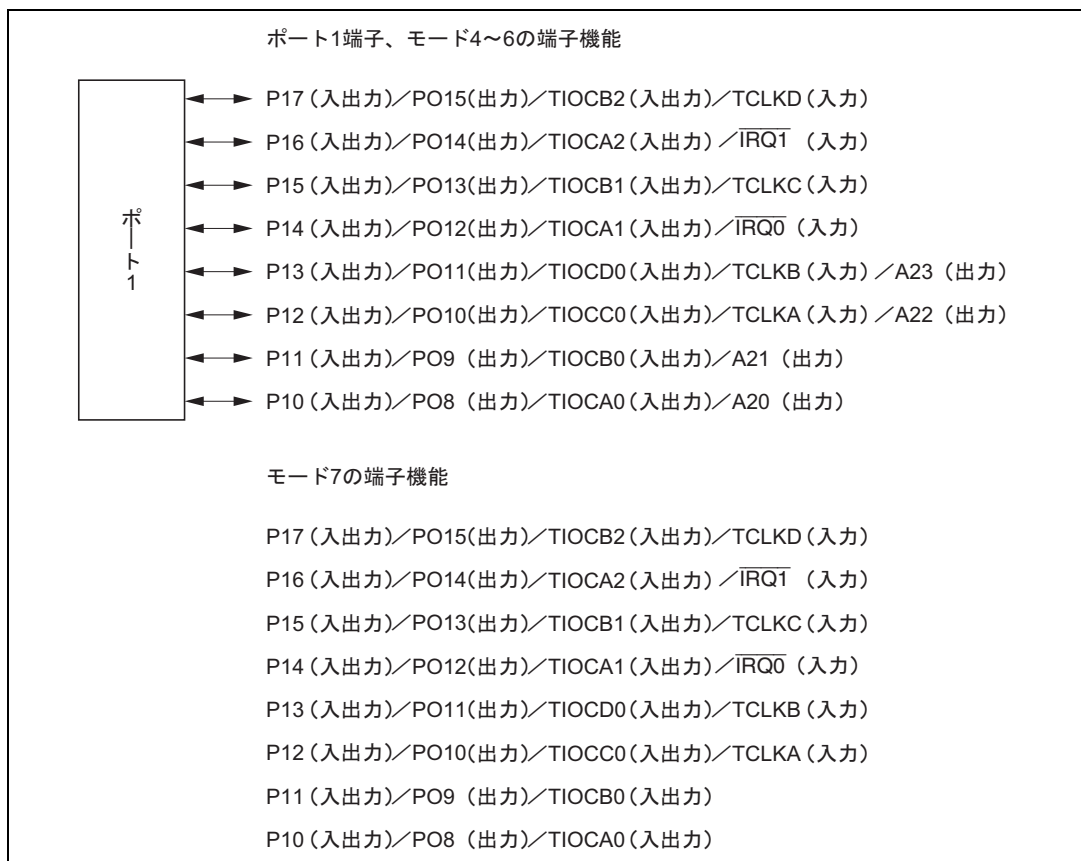 ポート1端子、モード4～6の端子機能
ポート1
P17(入出力)／PO15(出力)／TIOCB2(入出力)／TCLKD(入力)
P16(入出力)／PO14(出力)／TIOCA2(入出力)／I̅R̅Q̅1̅ (入力)
P15(入出力)／PO13(出力)／TIOCB1(入出力)／TCLKC(入力)
P14(入出力)／PO12(出力)／TIOCA1(入出力)／I̅R̅Q̅0̅ (入力)
P13(入出力)／PO11(出力)／TIOCD0(入出力)／TCLKB(入力)／A23(出力)
P12(入出力)／PO10(出力)／TIOCC0(入出力)／TCLKA(入力)／A22(出力)
P11(入出力)／PO9(出力)／TIOCB0(入出力)／A21(出力)
P10(入出力)／PO8(出力)／TIOCA0(入出力)／A20(出力)
モード7の端子機能
P17(入出力)／PO15(出力)／TIOCB2(入出力)／TCLKD(入力)
P16(入出力)／PO14(出力)／TIOCA2(入出力)／I̅R̅Q̅1̅ (入力)
P15(入出力)／PO13(出力)／TIOCB1(入出力)／TCLKC(入力)
P14(入出力)／PO12(出力)／TIOCA1(入出力)／I̅R̅Q̅0̅ (入力)
P13(入出力)／PO11(出力)／TIOCD0(入出力)／TCLKB(入力)
P12(入出力)／PO10(出力)／TIOCC0(入出力)／TCLKA(入力)
P11(入出力)／PO9(出力)／TIOCB0(入出力)
P10(入出力)／PO8(出力)／TIOCA0(入出力)